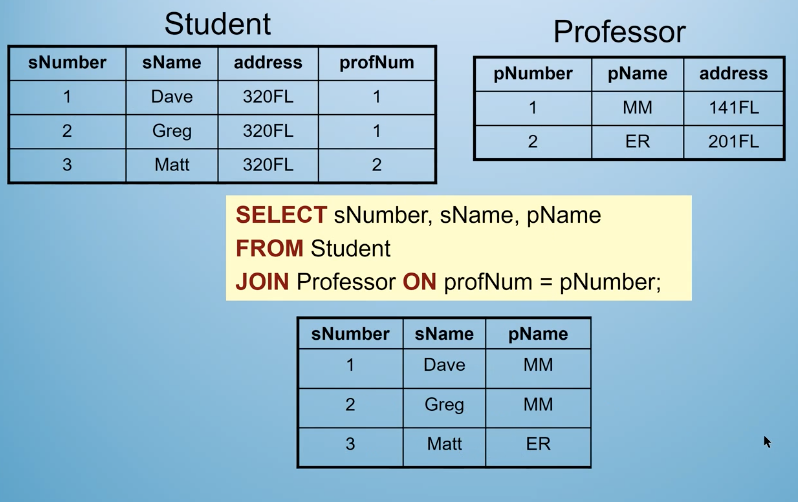 Student
sNumber sName address profNum
1 Dave 320FL 1
2 Greg 320FL 1
3 Matt 320FL 2
Professor
pNumber pName address
1 MM 141FL
2 ER 201FL
SELECT sNumber, sName, pName
FROM Student
JOIN Professor ON profNum = pNumber;
sNumber sName pName
1 Dave MM
2 Greg MM
3 Matt ER